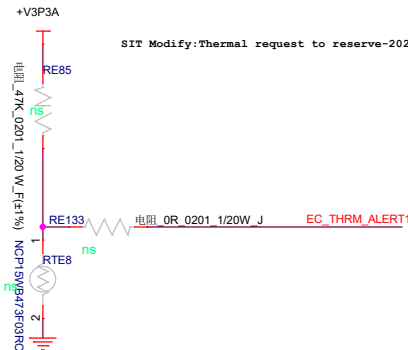 +V3P3A
SIT Modify:Thermal request to reserve-202
RE85
ns
电阻_47K_0201_1/20 W_F(±1%)
RE133
电阻_0R_0201_1/20W_J
EC_THRM_ALERT1
ns
1
RTE8
ns
2
NCP15WB473F03RC